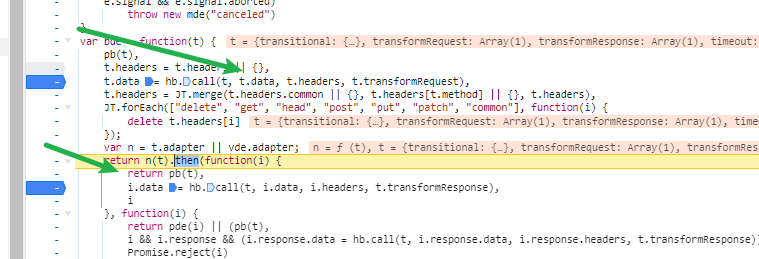 e.signal && e.signal.aborted)
throw new mde("canceled")
}
var function(t) { t = {transitional: {…}, transformRequest: Array(1), transformResponse: Array(1), timeout:
pb(t),
t.headers = t.headers || {},
t.data = hb.call(t, t.data, t.headers, t.transformRequest),
t.headers = JT.merge(t.headers.common || {}, t.headers[t.method] || {}, t.headers),
JT.forEach(["delete", "get", "head", "post", "put", "patch", "common"], function(i) {
delete t.headers[i] t = {transitional: {…}, transformRequest: Array(1), transformResponse: Array(1), time
});
var n = t.adapter || vde.adapter; n = ƒ (t), t = {transitional: {…}, transformRequest: Array(1), transformRes
return n(t).then(function(i) {
return pb(t),
i.data = hb.call(t, i.data, i.headers, t.transformResponse),
i
}, function(i) {
return pde(i) || (pb(t),
i && i.response && (i.response.data = hb.call(t, i.response.data, i.response.headers, t.transformResponse)
Promise.reject(i)